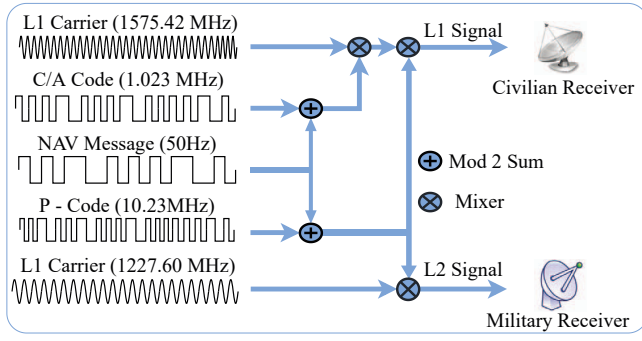 L1 Carrier (1575.42 MHz)
L1 Signal
C/A Code (1.023 MHz)
Civilian Receiver
NAV Message (50Hz)
Mod 2 Sum
Mixer
P - Code (10.23MHz)
L1 Carrier (1227.60 MHz)
L2 Signal
Military Receiver